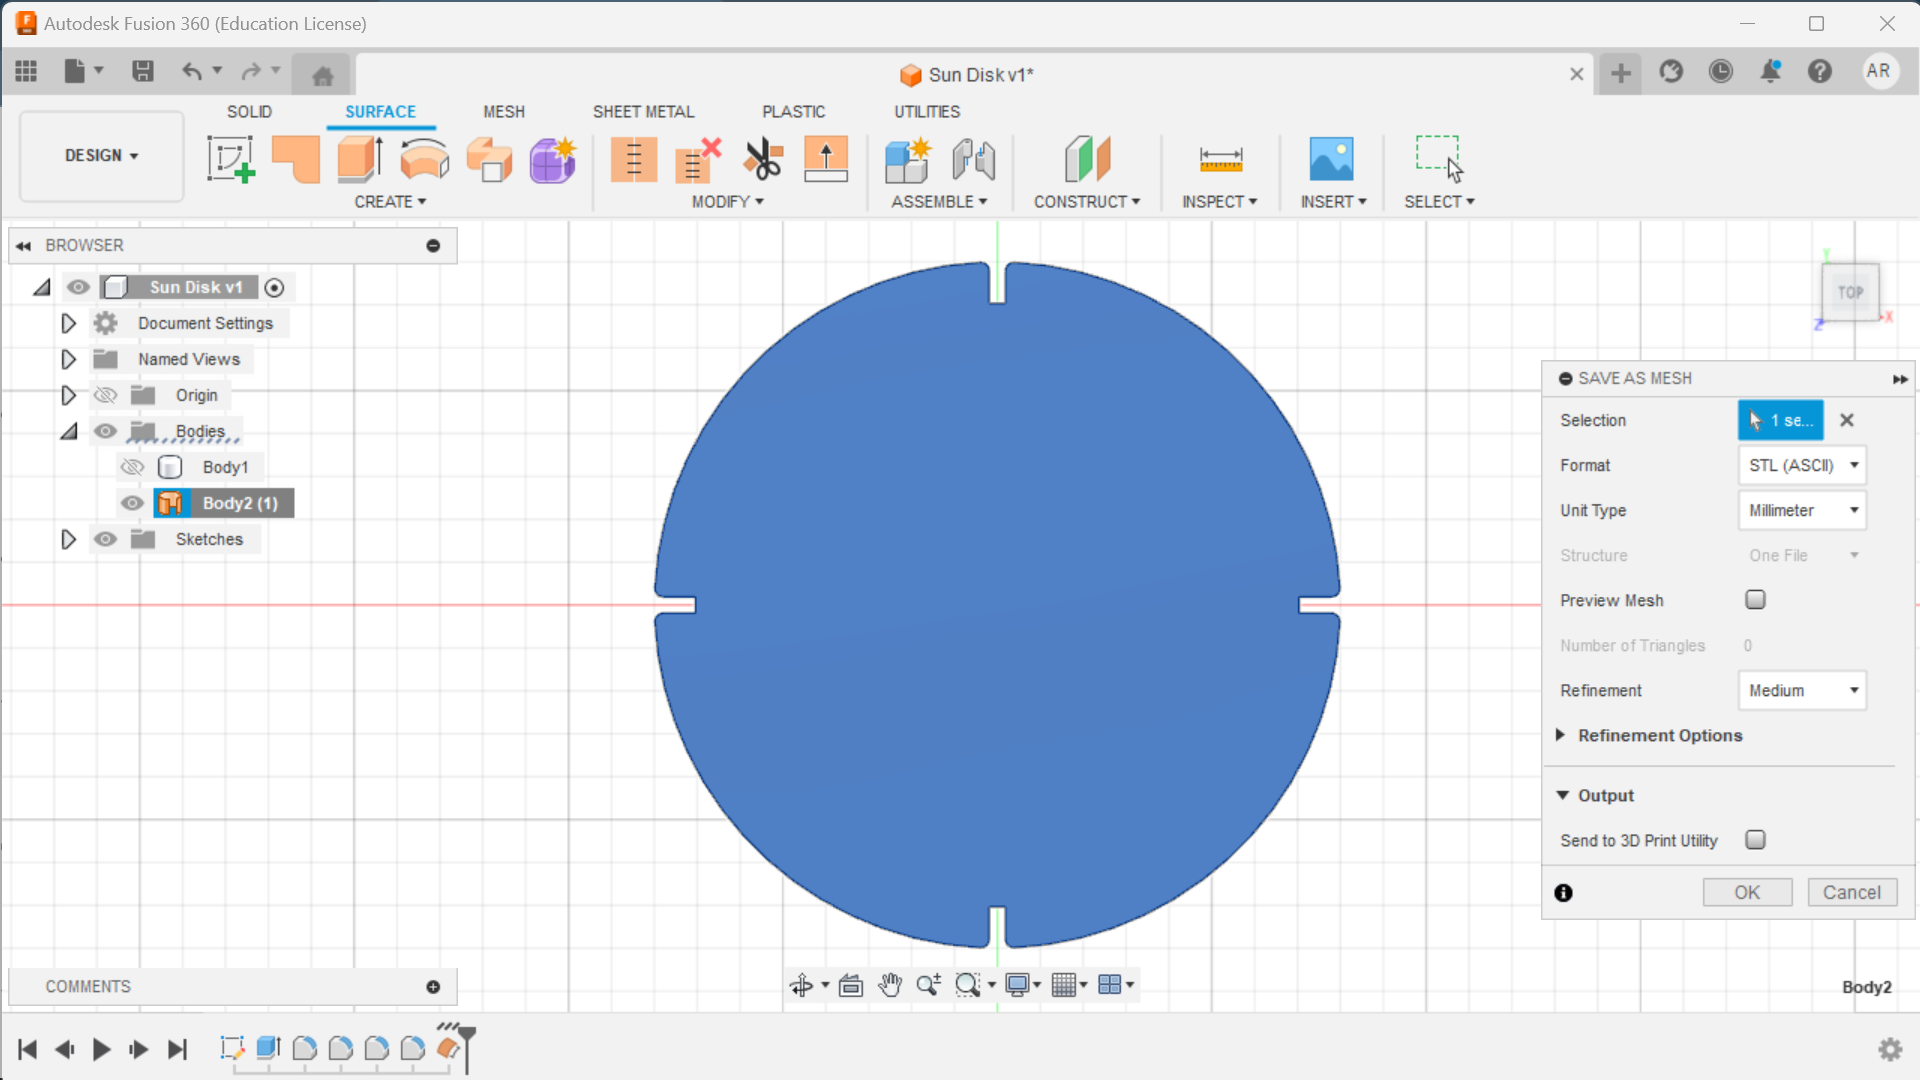 Autodesk Fusion 360 (Education License)
Sun Disk v1*
AR
SOLID
SURFACE
MESH
SHEET METAL
PLASTIC
UTILITIES
DESIGN
CREATE
MODIFY
ASSEMBLE
CONSTRUCT
INSPECT
INSERT
SELECT
BROWSER
Sun Disk v1
Document Settings
Named Views
Origin
Bodies
Body1
Body2 (1)
Sketches
Y
TOP
X
Z
SAVE AS MESH
Selection
1 se...
Format
STL (ASCII)
Unit Type
Millimeter
Structure
One File
Preview Mesh
Number of Triangles
0
Refinement
Medium
Refinement Options
Output
Send to 3D Print Utility
OK
Cancel
COMMENTS
Body2